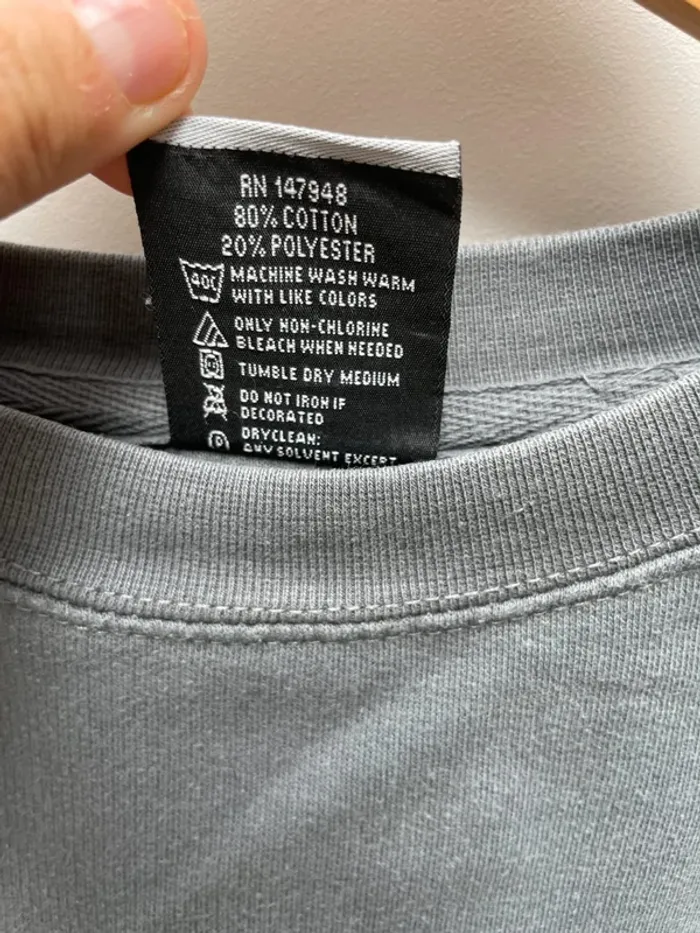 RN 147948
80% COTTON
20% POLYESTER
40C MACHINE WASH WARM
WITH LIKE COLORS
ONLY NON-CHLORINE
BLEACH WHEN NEEDED
TUMBLE DRY MEDIUM
DO NOT IRON IF
DECORATED
P DRYCLEAN:
ANY SOLVENT EXCEPT